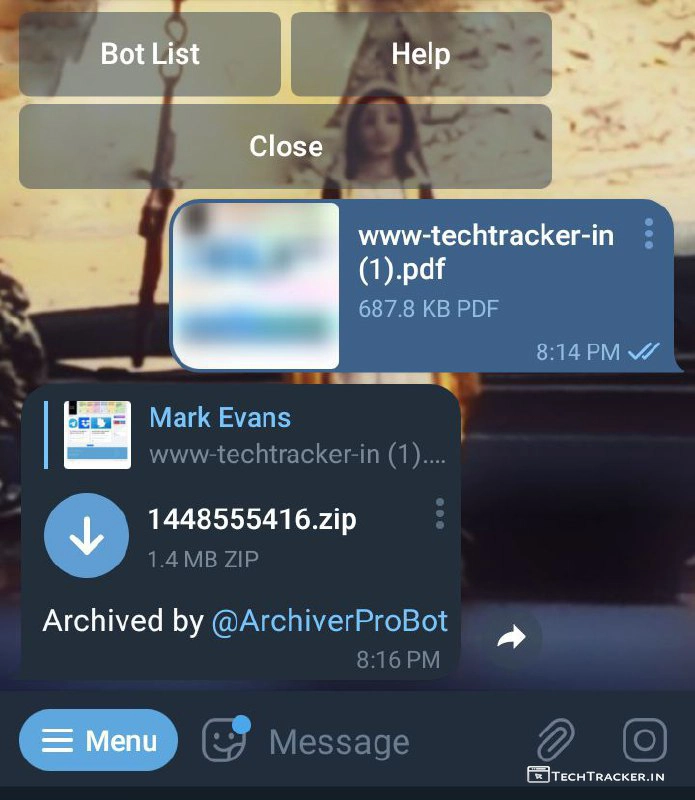 Bot List
Help
Close
www-techtracker-in
(1).pdf
687.8 KB PDF
8:14 PM
Mark Evans
www-techtracker-in (1)....
1448555416.zip
1.4 MB ZIP
Archived by @ArchiverProBot
8:16 PM
Menu
Message
TECHTRACKER.IN